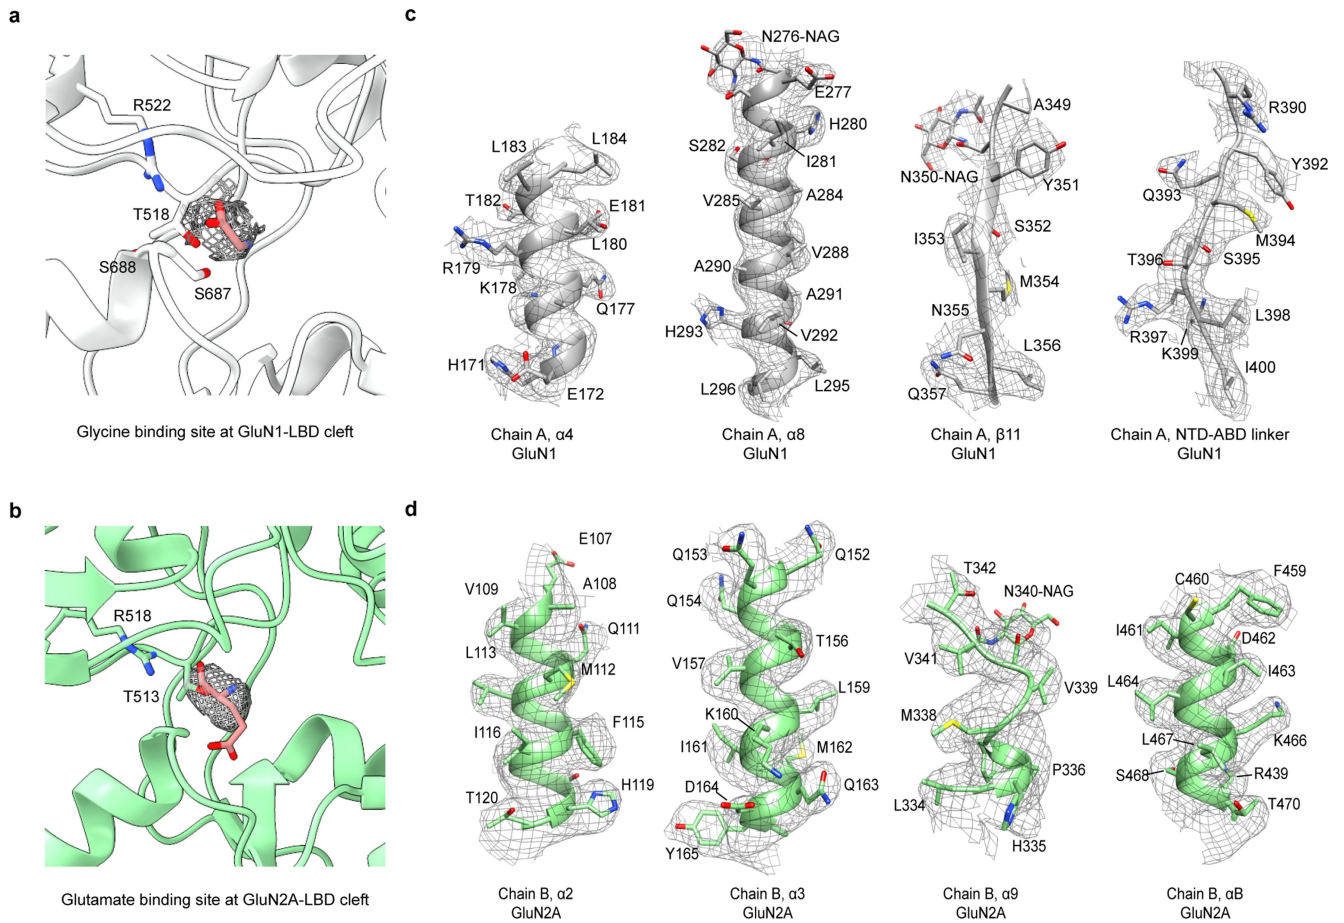 a
R522
T518
S688
S687
Glycine binding site at GluN1-LBD cleft
b
R518
T513
Glutamate binding site at GluN2A-LBD cleft
c
L183
L184
T182
E181
L180
R179
K178
Q177
H171
E172
Chain A, α4
GluN1
N276-NAG
E277
H280
S282
I281
V285
A284
V288
A290
A291
H293
V292
L296
L295
Chain A, α8
GluN1
A349
N350-NAG
Y351
S352
I353
M354
N355
L356
Q357
Chain A, β11
GluN1
R390
Y392
Q393
M394
T396
S395
R397
L398
K399
I400
Chain A, NTD-ABD linker
GluN1
d
E107
V109
A108
Q111
L113
M112
F115
I116
H119
T120
Chain B, α2
GluN2A
Q153
Q152
Q154
T156
V157
L159
K160
I161
M162
D164
Q163
Y165
Chain B, α3
GluN2A
T342
N340-NAG
V341
V339
M338
P336
L334
H335
Chain B, α9
GluN2A
C460
F459
I461
D462
I463
L464
K466
L467
S468
R439
T470
Chain B, αB
GluN2A